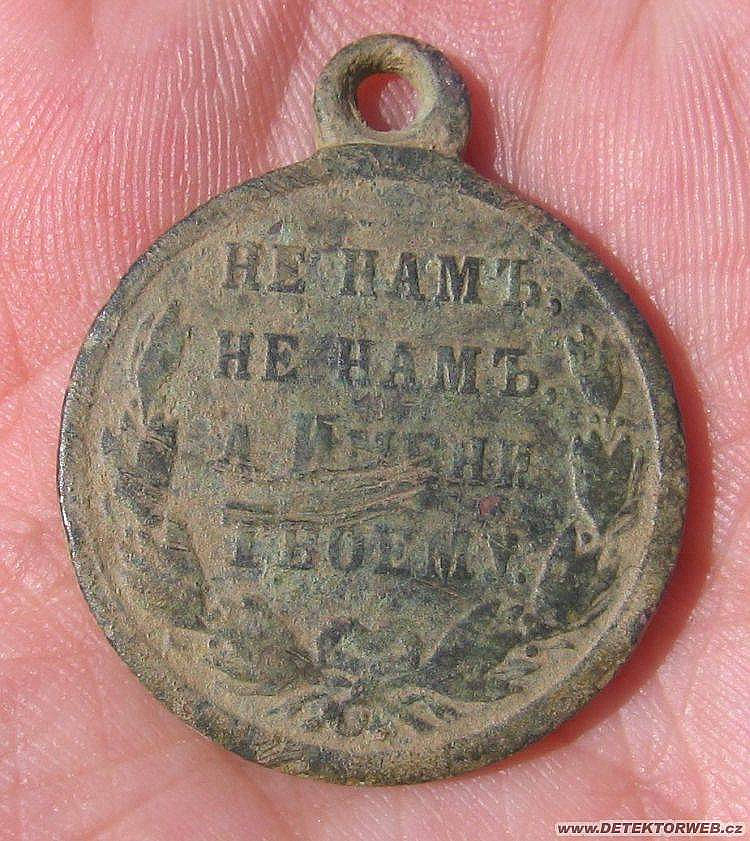 НЕ НАМЪ,
НЕ НАМЪ,
А ИМЕНИ
ТВОЕМУ.
www.DETEKTORWEB.cz